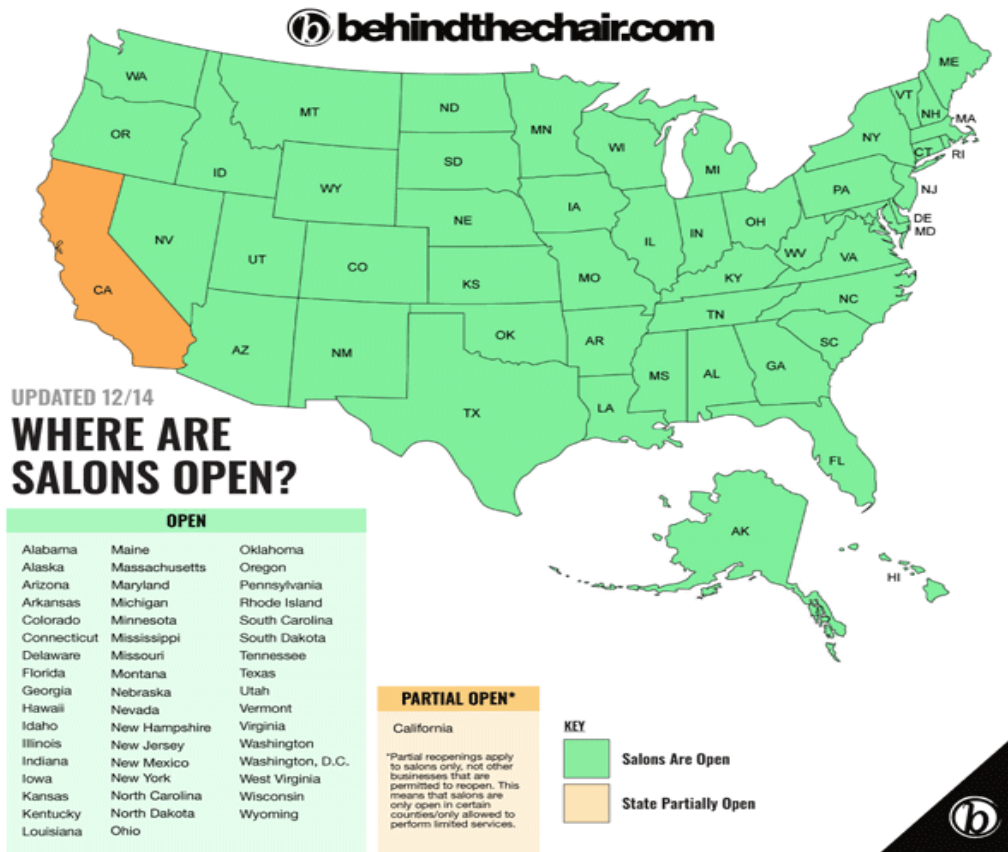 behindthechair.com
WA
OR
CA
NV
ID
MT
WY
UT
AZ
CO
NM
ND
SD
NE
KS
OK
TX
MN
IA
MO
AR
LA
WI
IL
MI
IN
OH
KY
TN
MS
AL
GA
FL
SC
NC
VA
WV
PA
NY
VT
NH
ME
MA
CT
RI
NJ
DE
MD
AK
HI
UPDATED 12/14
WHERE ARE
SALONS OPEN?
OPEN
Alabama
Alaska
Arizona
Arkansas
Colorado
Connecticut
Delaware
Florida
Georgia
Hawaii
Idaho
Illinois
Indiana
Iowa
Kansas
Kentucky
Louisiana
Maine
Massachusetts
Maryland
Michigan
Minnesota
Mississippi
Missouri
Montana
Nebraska
Nevada
New Hampshire
New Jersey
New Mexico
New York
North Carolina
North Dakota
Ohio
Oklahoma
Oregon
Pennsylvania
Rhode Island
South Carolina
South Dakota
Tennessee
Texas
Utah
Vermont
Virginia
Washington
Washington, D.C.
West Virginia
Wisconsin
Wyoming
PARTIAL OPEN*
California
*Partial reopenings apply
to salons only, not other
businesses that are
permitted to reopen. This
means that salons are
only open in certain
counties/only allowed to
perform limited services.
KEY
Salons Are Open
State Partially Open
b